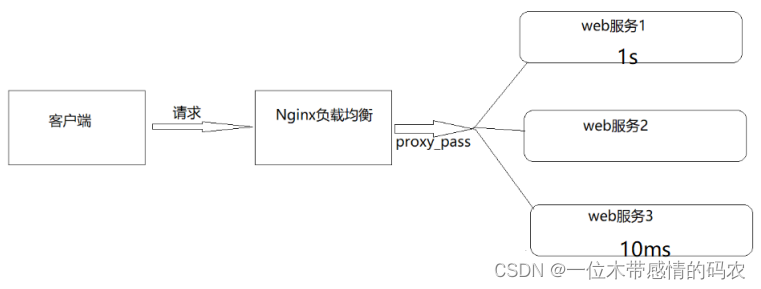 客户端
请求
Nginx负载均衡
proxy_pass
web服务1
1s
web服务2
web服务3
10ms
CSDN @一位木带感情的码农